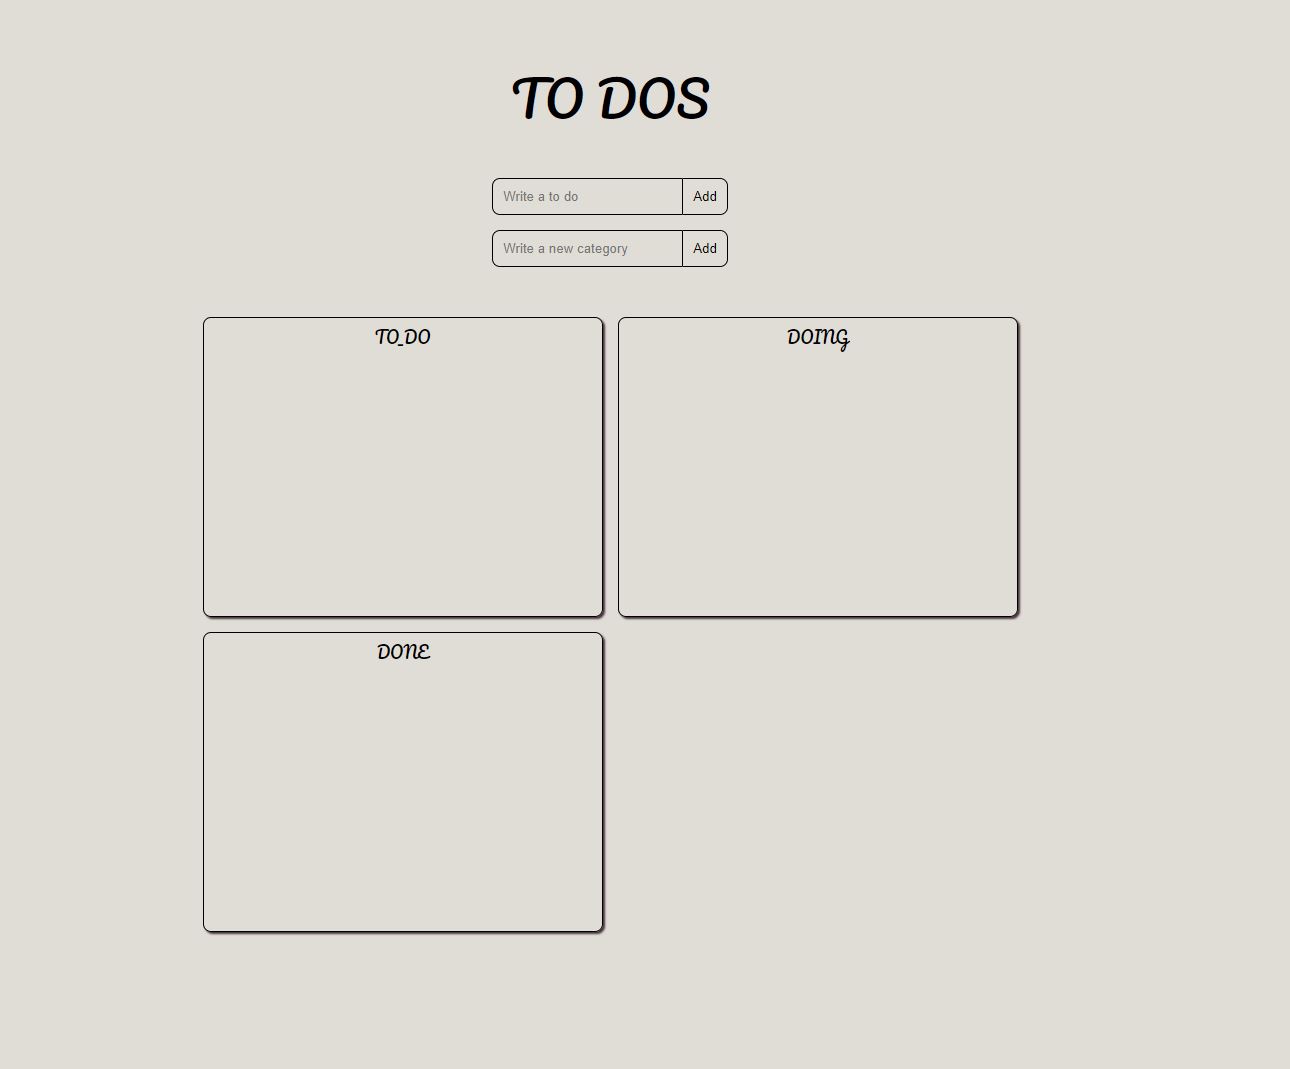 TO DOS
Write a to do Add
Write a new category Add
TO_DO DOING
DONE